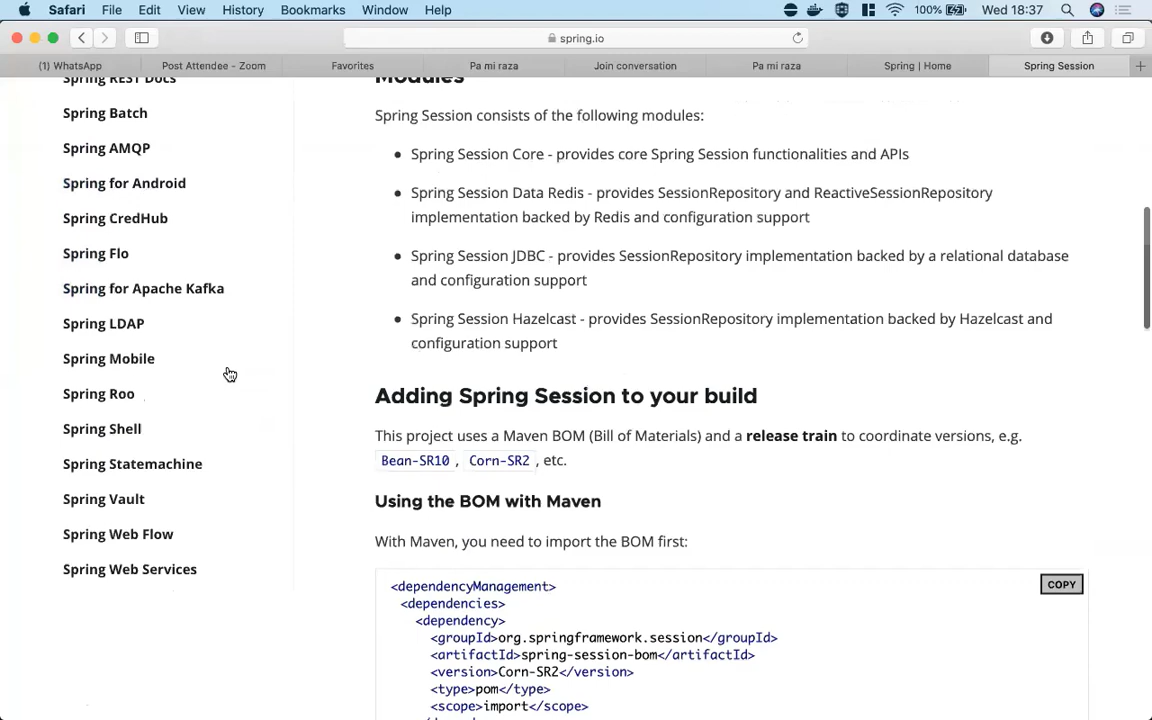 Safari File Edit View History Bookmarks Window Help 100% Wed 18:37
spring.io
(1) WhatsApp Post Attendee - Zoom Favorites Pa mi raza Join conversation Pa mi raza Spring | Home Spring Session
Spring REST Docs
Spring Batch
Spring AMQP
Spring for Android
Spring CredHub
Spring Flo
Spring for Apache Kafka
Spring LDAP
Spring Mobile
Spring Roo
Spring Shell
Spring Statemachine
Spring Vault
Spring Web Flow
Spring Web Services
Modules
Spring Session consists of the following modules:
• Spring Session Core - provides core Spring Session functionalities and APIs
• Spring Session Data Redis - provides SessionRepository and ReactiveSessionRepository
implementation backed by Redis and configuration support
• Spring Session JDBC - provides SessionRepository implementation backed by a relational database
and configuration support
• Spring Session Hazelcast - provides SessionRepository implementation backed by Hazelcast and
configuration support
Adding Spring Session to your build
This project uses a Maven BOM (Bill of Materials) and a release train to coordinate versions, e.g.
Bean-SR10 , Corn-SR2 , etc.
Using the BOM with Maven
With Maven, you need to import the BOM first:
COPY
<dependencyManagement>
<dependencies>
<dependency>
<groupId>org.springframework.session</groupId>
<artifactId>spring-session-bom</artifactId>
<version>Corn-SR2</version>
<type>pom</type>
<scope>import</scope>